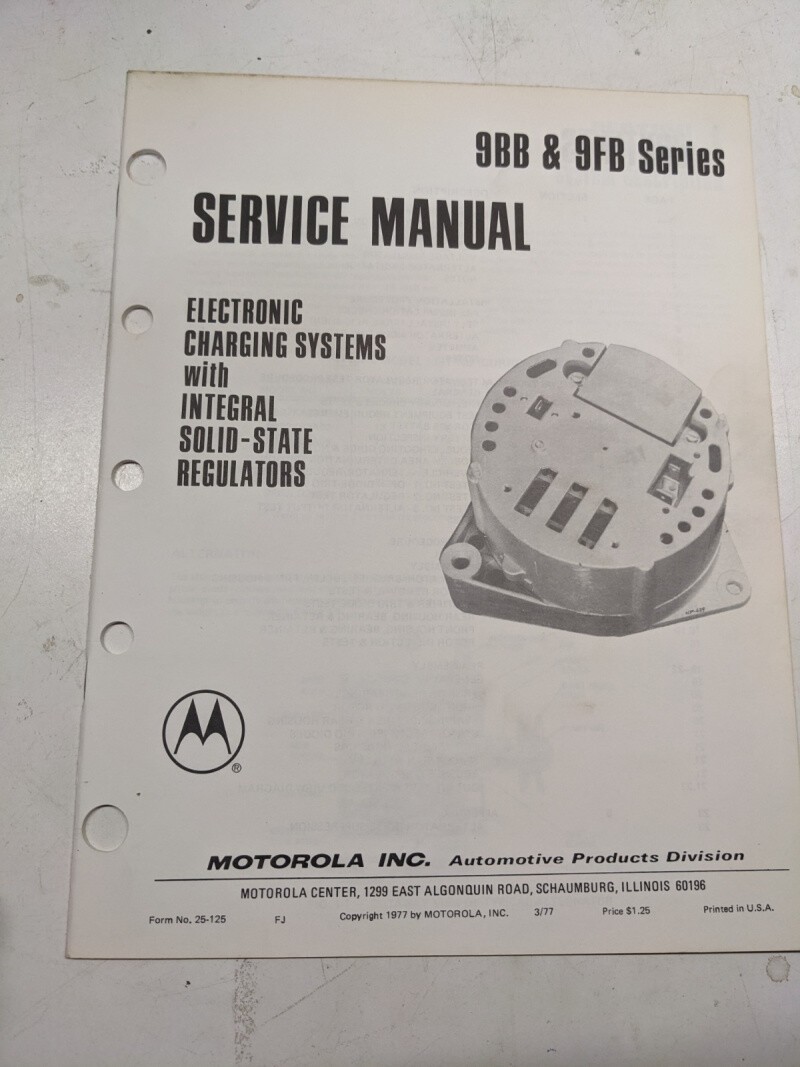 9BB & 9FB Series
SERVICE MANUAL
ELECTRONIC
CHARGING SYSTEMS
with
INTEGRAL
SOLID-STATE
REGULATORS
®
MOTOROLA INC. Automotive Products Division
MOTOROLA CENTER, 1299 EAST ALGONQUIN ROAD, SCHAUMBURG, ILLINOIS 60196
Form No. 25-125 FJ Copyright 1977 by MOTOROLA, INC. 3/77 Price $1.25 Printed in U.S.A.